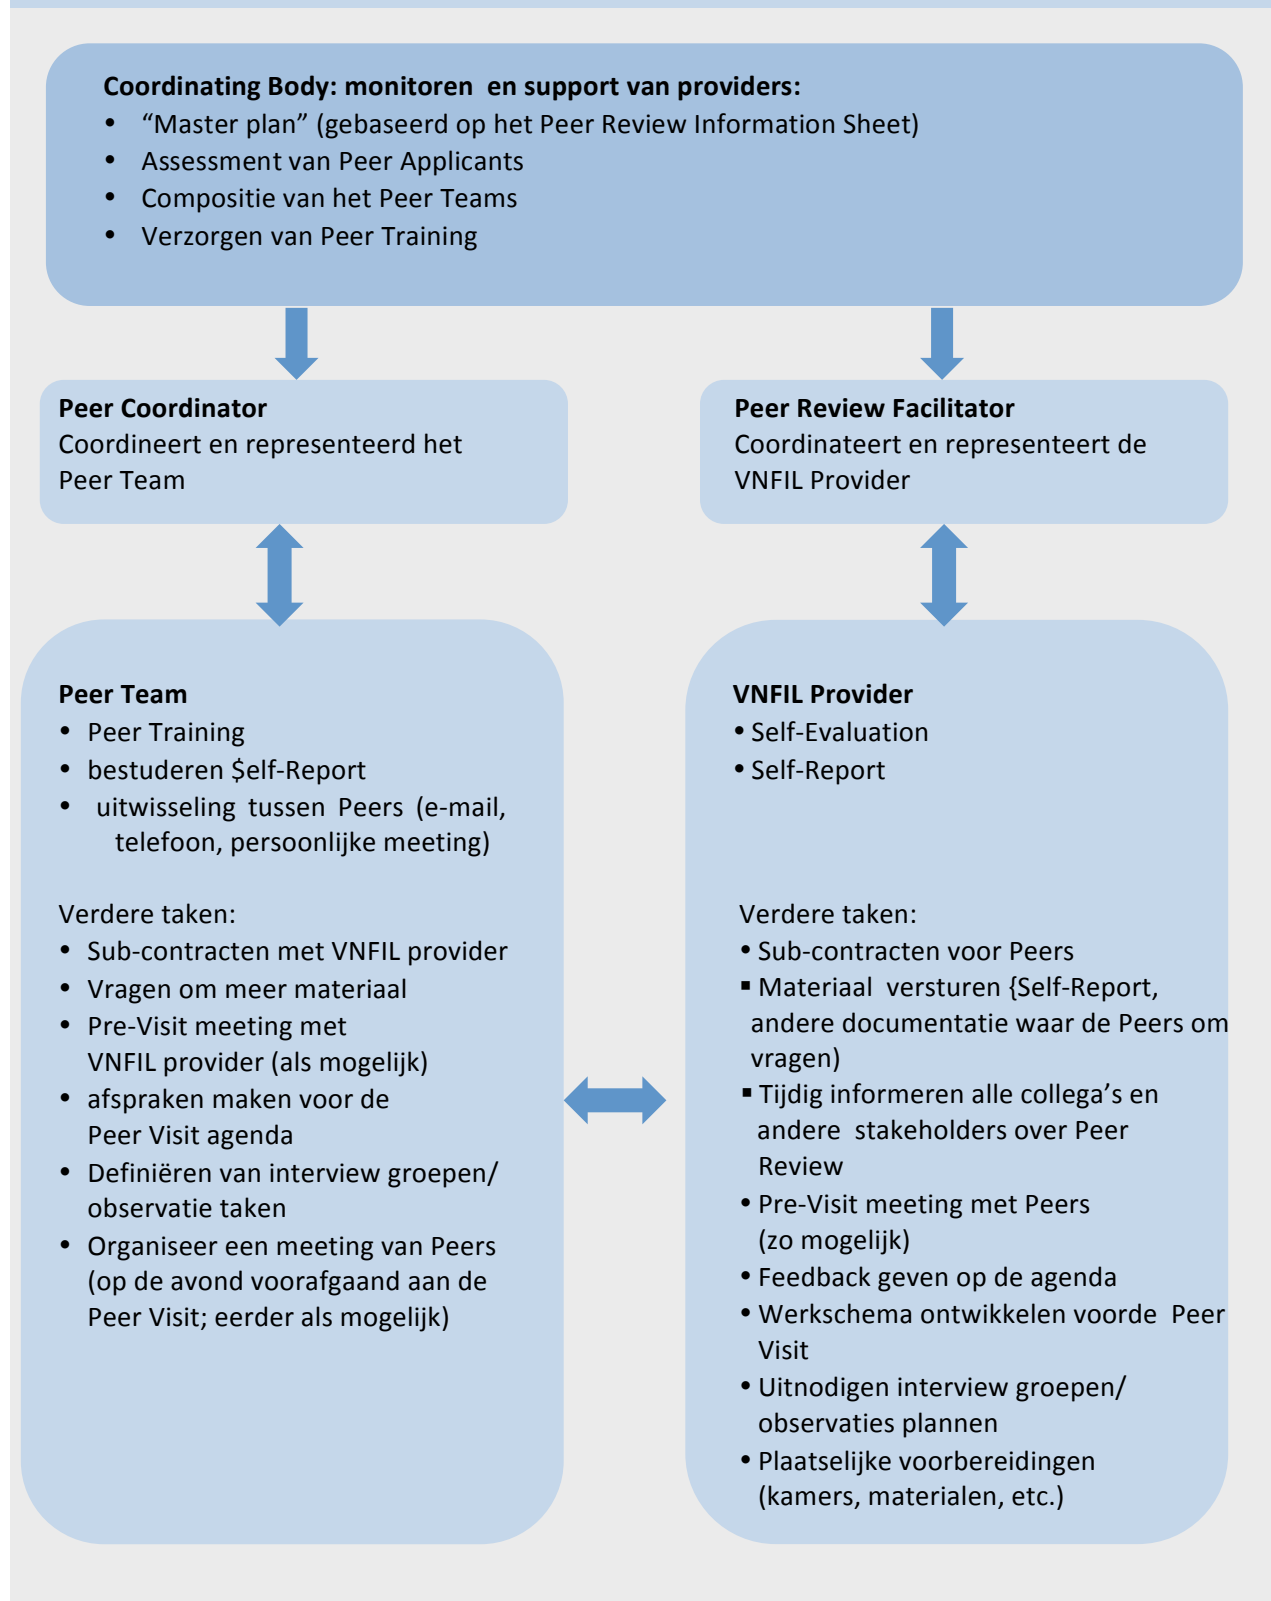 Coordinating Body: monitoren en support van providers:
• “Master plan” (gebaseerd op het Peer Review Information Sheet)
• Assessment van Peer Applicants
• Compositie van het Peer Teams
• Verzorgen van Peer Training
Peer Coordinator
Coordineert en representeerd het
Peer Team
Peer Review Facilitator
Coordinateert en representeert de
VNFIL Provider
Peer Team
• Peer Training
• bestuderen $elf-Report
• uitwisseling tussen Peers (e-mail,
telefoon, persoonlijke meeting)
Verdere taken:
• Sub-contracten met VNFIL provider
• Vragen om meer materiaal
• Pre-Visit meeting met
VNFIL provider (als mogelijk)
• afspraken maken voor de
Peer Visit agenda
• Definiëren van interview groepen/
observatie taken
• Organiseer een meeting van Peers
(op de avond voorafgaand aan de
Peer Visit; eerder als mogelijk)
VNFIL Provider
• Self-Evaluation
• Self-Report
Verdere taken:
• Sub-contracten voor Peers
▪ Materiaal versturen {Self-Report,
andere documentatie waar de Peers om
vragen)
▪ Tijdig informeren alle collega’s en
andere stakeholders over Peer
Review
• Pre-Visit meeting met Peers
(zo mogelijk)
• Feedback geven op de agenda
• Werkschema ontwikkelen voorde Peer
Visit
• Uitnodigen interview groepen/
observaties plannen
• Plaatselijke voorbereidingen
(kamers, materialen, etc.)